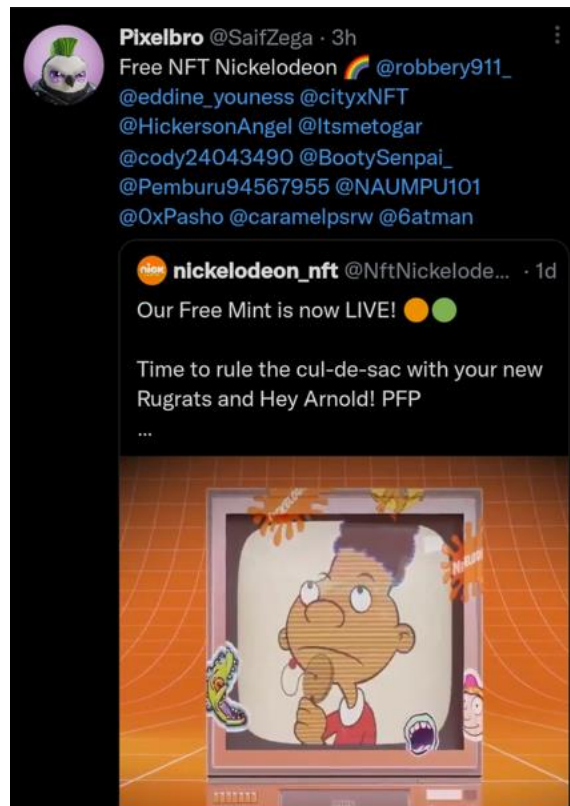 Pixelbro @SaifZega · 3h
Free NFT Nickelodeon 🌈 @robbery911_
@eddine_youness @cityxNFT
@HickersonAngel @Itsmetogar
@cody24043490 @BootySenpai_
@Pemburu94567955 @NAUMPU101
@0xPasho @caramelpsrw @6atman
nick nickelodeon_nft @NftNickelode... · 1d
Our Free Mint is now LIVE! 🟠🟢
Time to rule the cul-de-sac with your new
Rugrats and Hey Arnold! PFP
...